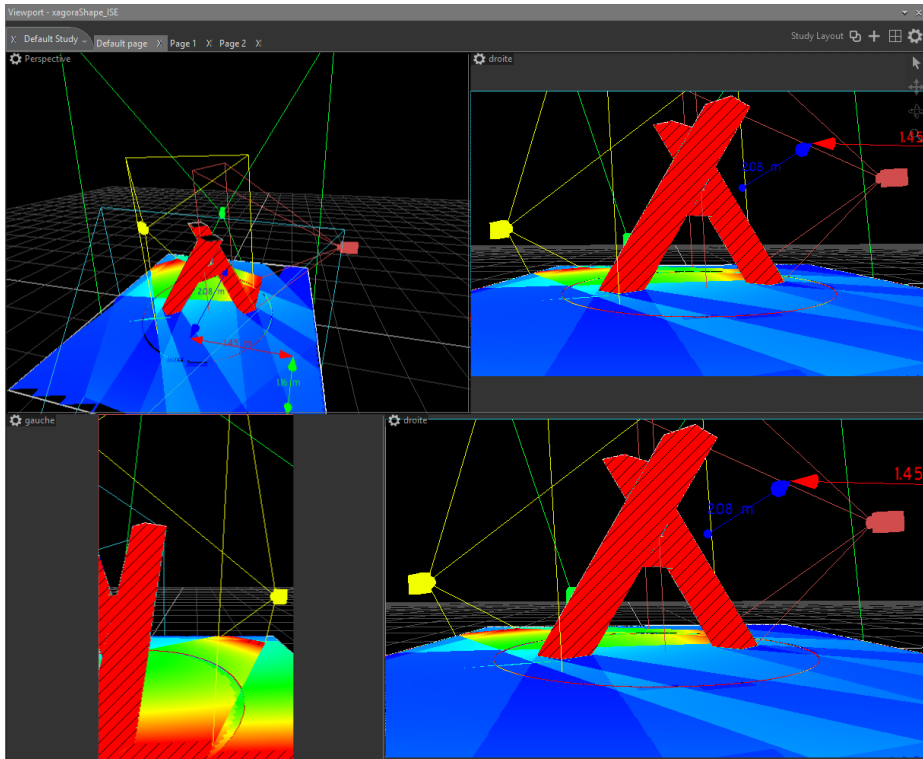 Viewport - xagoraShape_ISE
Default Study
Default page
Page 1
Page 2
Study Layout
Perspective
droite
1.45
2.08 m
2.08 m
1.45 m
1.16 m
gauche
droite
1.45
2.08 m